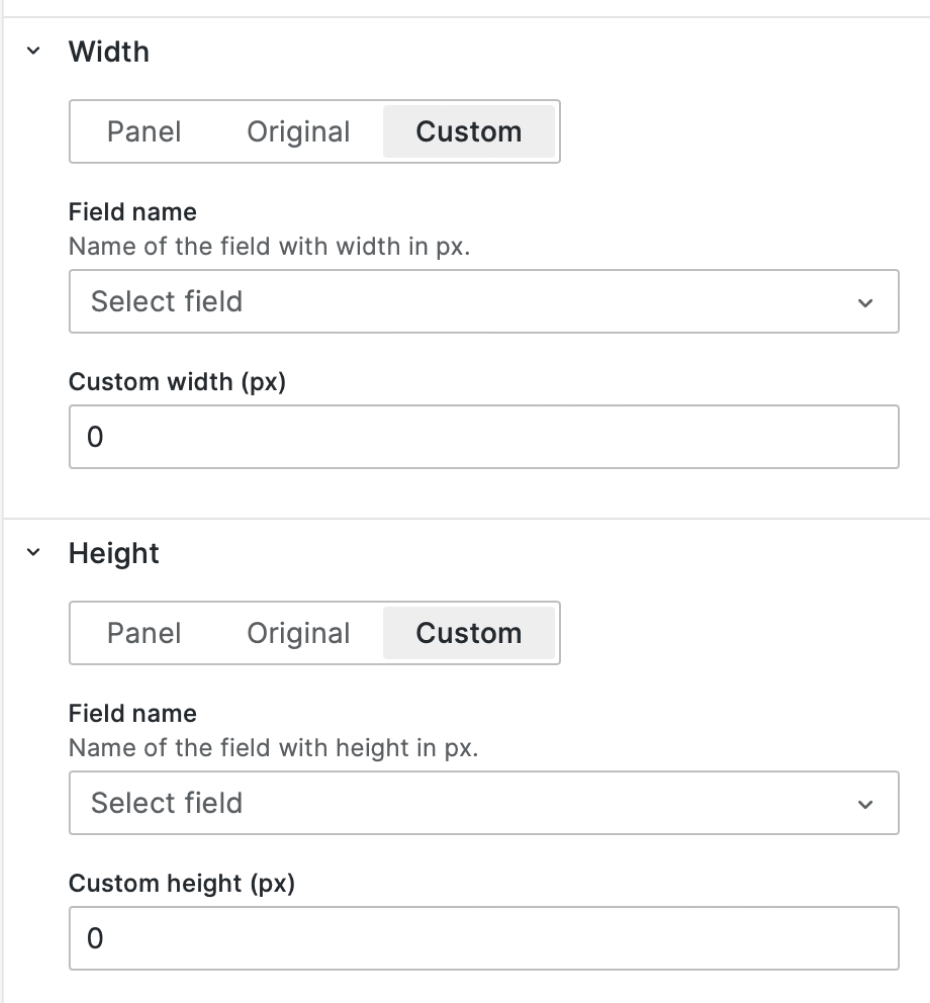 Width
Panel Original Custom
Field name
Name of the field with width in px.
Select field
Custom width (px)
0
Height
Panel Original Custom
Field name
Name of the field with height in px.
Select field
Custom height (px)
0